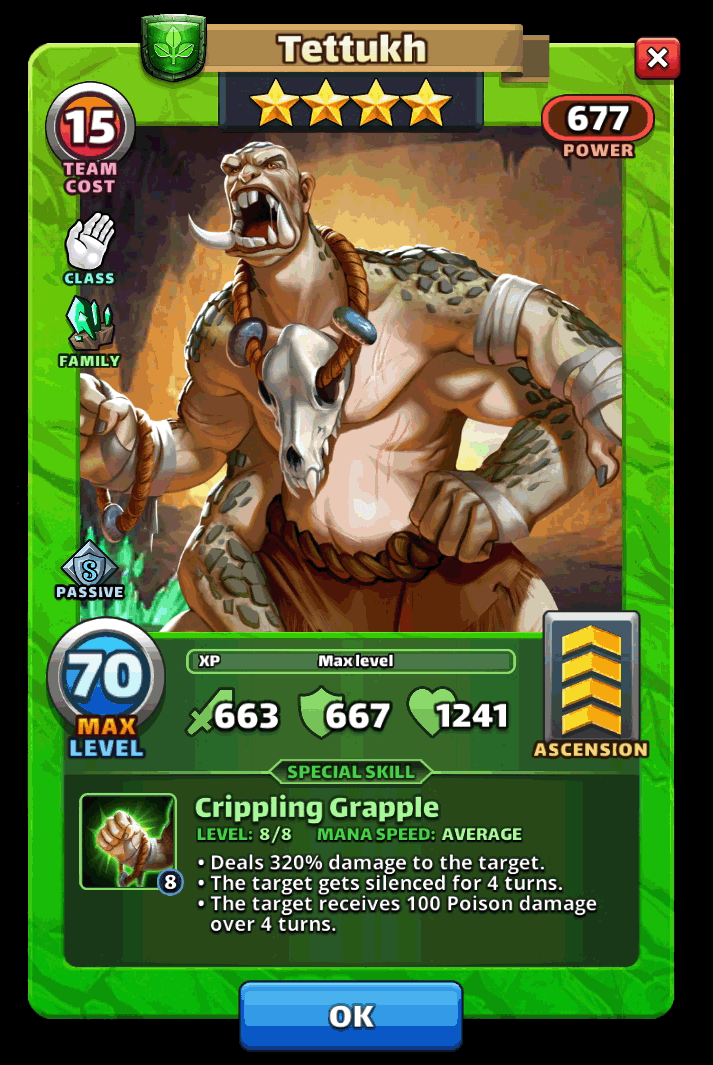 Tettukh
15
TEAM
COST
677
POWER
CLASS
FAMILY
S
PASSIVE
70
MAX
LEVEL
XP Max level
663 667 1241
ASCENSION
SPECIAL SKILL
Crippling Grapple
LEVEL: 8/8 MANA SPEED: AVERAGE
8
• Deals 320% damage to the target.
• The target gets silenced for 4 turns.
• The target receives 100 Poison damage
over 4 turns.
OK